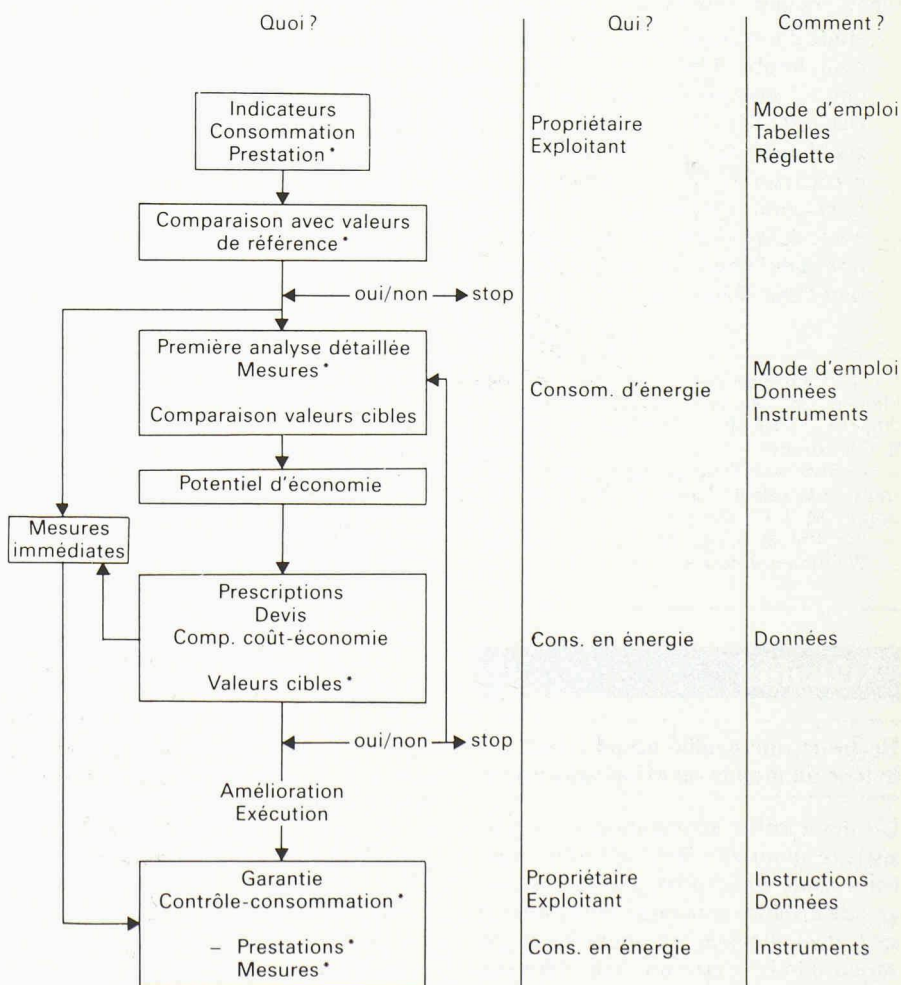 Quoi ?
Qui ?
Comment ?
Indicateurs
Consommation
Prestation*
Propriétaire
Exploitant
Mode d'emploi
Tabelles
Réglette
Comparaison avec valeurs
de référence*
oui/non
stop
Première analyse détaillée
Mesures*
Comparaison valeurs cibles
Consom. d'énergie
Mode d'emploi
Données
Instruments
Potentiel d'économie
Mesures
immédiates
Prescriptions
Devis
Comp. coût-économie
Valeurs cibles*
Cons. en énergie
Données
oui/non
stop
Amélioration
Exécution
Garantie
Contrôle-consommation*
– Prestations*
Mesures*
Propriétaire
Exploitant
Cons. en énergie
Instructions
Données
Instruments